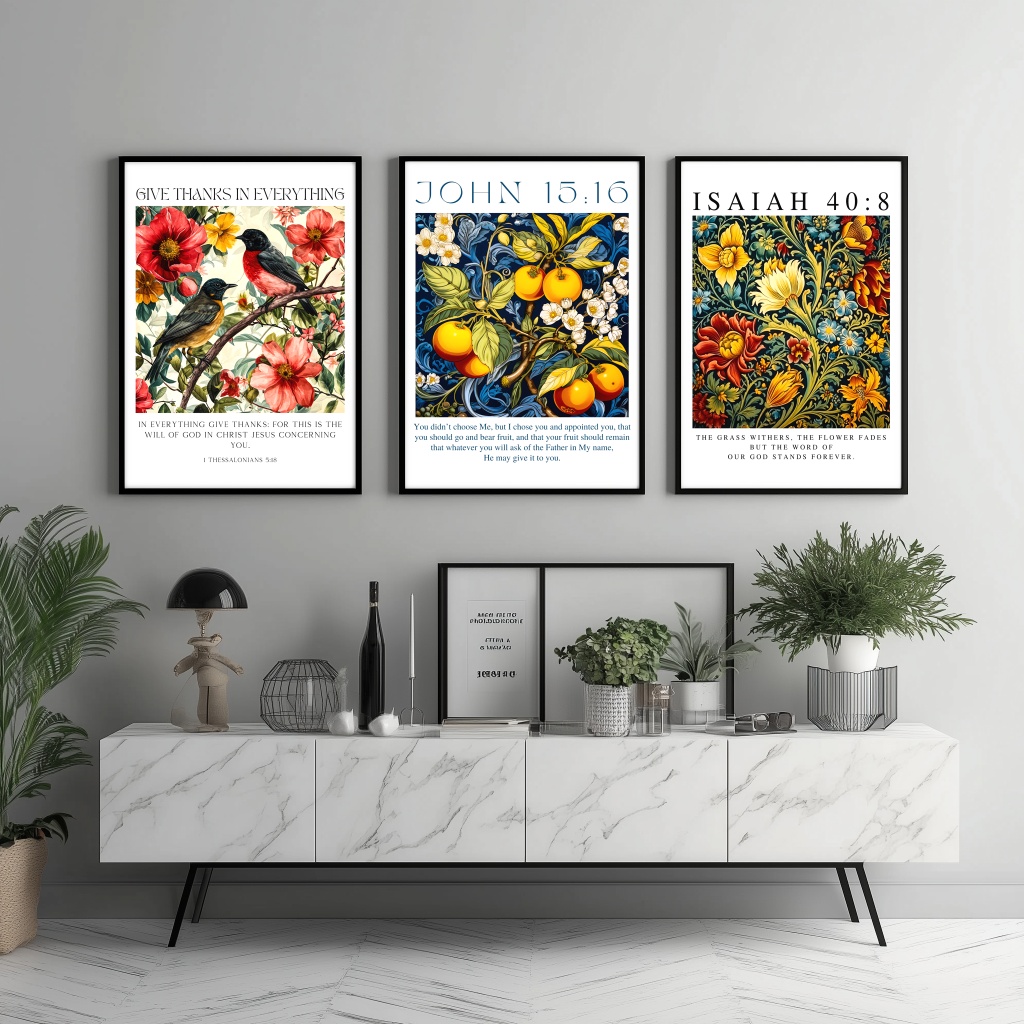 GIVE THANKS IN EVERYTHING
IN EVERYTHING GIVE THANKS: FOR THIS IS THE
WILL OF GOD IN CHRIST JESUS CONCERNING
YOU.
1 THESSALONIANS 5:18
JOHN 15:16
You didn't choose Me, but I chose you and appointed you, that
you should go and bear fruit, and that your fruit should remain
that whatever you will ask of the Father in My name,
He may give it to you.
ISAIAH 40:8
THE GRASS WITHERS, THE FLOWER FADES
BUT THE WORD OF
OUR GOD STANDS FOREVER.